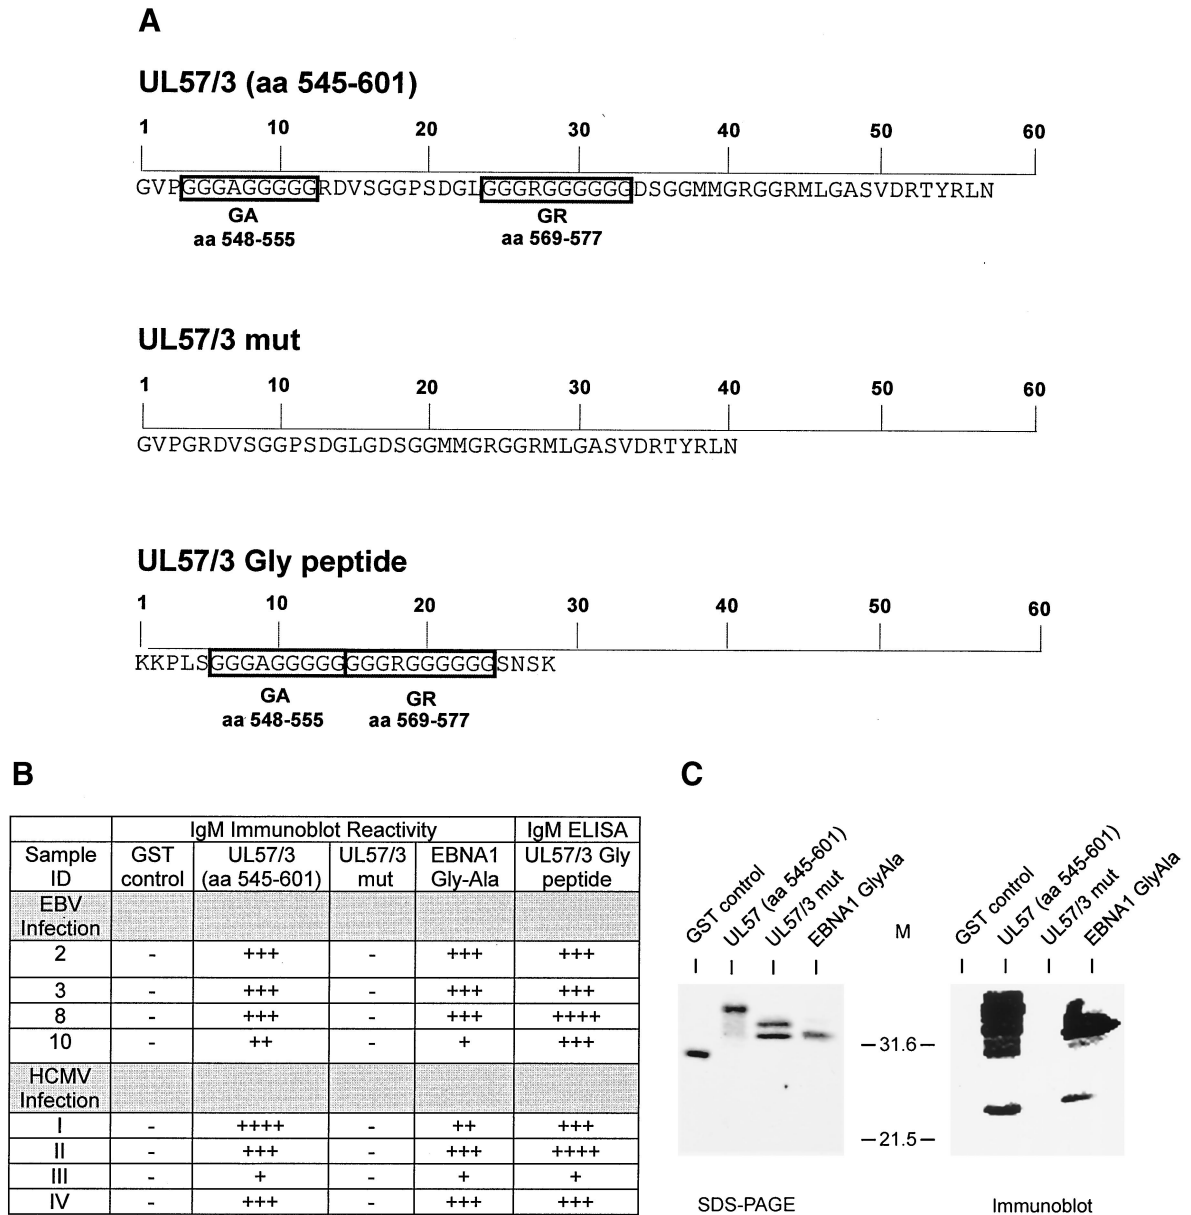 A
UL57/3 (aa 545-601)
1 10 20 30 40 50 60
GVPGGGAGGGGGRDVSGGPSDGLGGGRGGGGGGDSGGMMGRGGRMLGASVDRTYRLN
GA GR
aa 548-555 aa 569-577
UL57/3 mut
1 10 20 30 40 50 60
GVPGRDVSGGPSDGLGDSGGMMGRGGRMLGASVDRTYRLN
UL57/3 Gly peptide
1 10 20 30 40 50 60
KKPLSGGGAGGGGGGGGRGGGGGGSNSK
GA GR
aa 548-555 aa 569-577
B
IgM Immunoblot Reactivity IgM ELISA
Sample GST UL57/3 UL57/3 EBNA1 UL57/3 Gly
ID control (aa 545-601) mut Gly-Ala peptide
EBV
Infection
2 - +++ - +++ +++
3 - +++ - +++ +++
8 - +++ - +++ ++++
10 - ++ - + +++
HCMV
Infection
I - ++++ - ++ +++
II - +++ - +++ ++++
III - + - + +
IV - +++ - +++ +++
C
GST control
UL57 (aa 545-601)
UL57/3 mut
EBNA1 GlyAla
M
GST control
UL57 (aa 545-601)
UL57/3 mut
EBNA1 GlyAla
–31.6–
–21.5–
SDS-PAGE Immunoblot